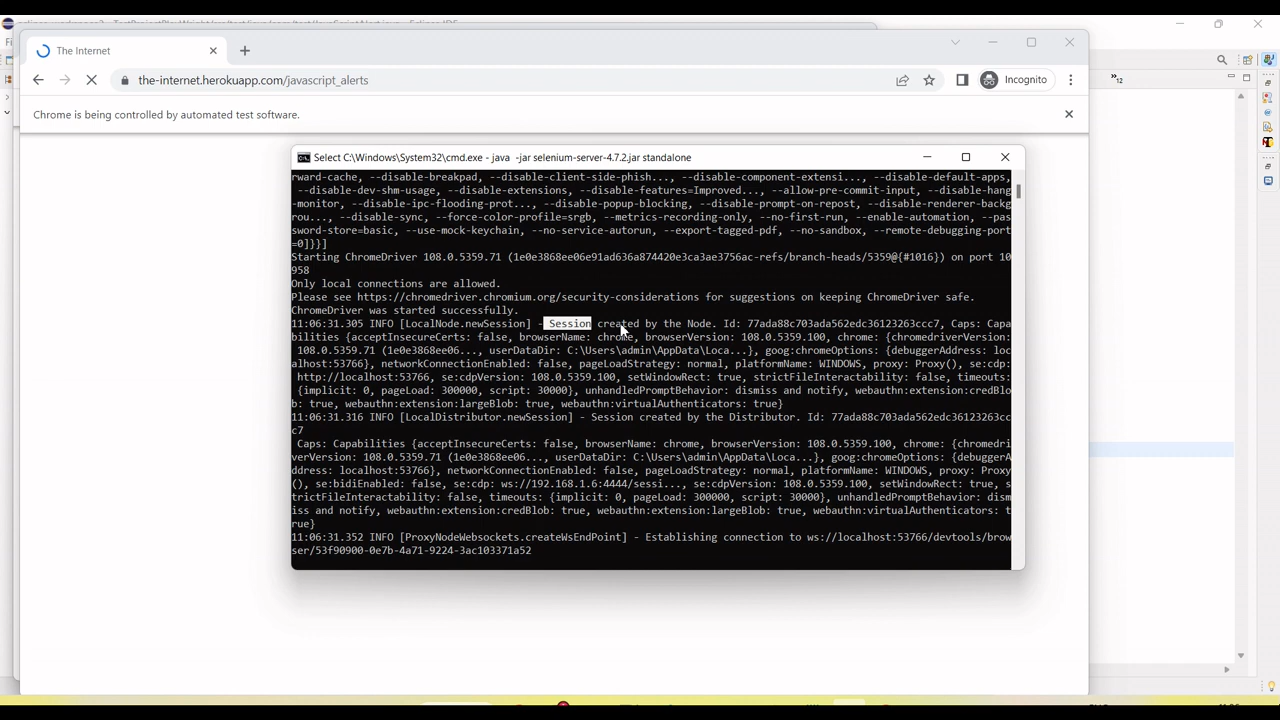 The Internet
the-internet.herokuapp.com/javascript_alerts
Incognito
Chrome is being controlled by automated test software.
12
Select C:\Windows\System32\cmd.exe - java  -jar selenium-server-4.7.2.jar standalone
rward-cache, --disable-breakpad, --disable-client-side-phish..., --disable-component-extensi..., --disable-default-apps,
--disable-dev-shm-usage, --disable-extensions, --disable-features=Improved..., --allow-pre-commit-input, --disable-hang
-monitor, --disable-ipc-flooding-prot..., --disable-popup-blocking, --disable-prompt-on-repost, --disable-renderer-backg
rou..., --disable-sync, --force-color-profile=srgb, --metrics-recording-only, --no-first-run, --enable-automation, --pas
sword-store=basic, --use-mock-keychain, --no-service-autorun, --export-tagged-pdf, --no-sandbox, --remote-debugging-port
=0]}}]
Starting ChromeDriver 108.0.5359.71 (1e0e3868ee06e91ad636a874420e3ca3ae3756ac-refs/branch-heads/5359@{#1016}) on port 10
958
Only local connections are allowed.
Please see https://chromedriver.chromium.org/security-considerations for suggestions on keeping ChromeDriver safe.
ChromeDriver was started successfully.
11:06:31.305 INFO [LocalNode.newSession] - Session created by the Node. Id: 77ada88c703ada562edc36123263ccc7, Caps: Capa
bilities {acceptInsecureCerts: false, browserName: chrome, browserVersion: 108.0.5359.100, chrome: {chromedriverVersion:
108.0.5359.71 (1e0e3868ee06..., userDataDir: C:\Users\admin\AppData\Loca...}, goog:chromeOptions: {debuggerAddress: loc
alhost:53766}, networkConnectionEnabled: false, pageLoadStrategy: normal, platformName: WINDOWS, proxy: Proxy(), se:cdp:
http://localhost:53766, se:cdpVersion: 108.0.5359.100, setWindowRect: true, strictFileInteractability: false, timeouts:
{implicit: 0, pageLoad: 300000, script: 30000}, unhandledPromptBehavior: dismiss and notify, webauthn:extension:credBlo
b: true, webauthn:extension:largeBlob: true, webauthn:virtualAuthenticators: true}
11:06:31.316 INFO [LocalDistributor.newSession] - Session created by the Distributor. Id: 77ada88c703ada562edc36123263cc
c7
Caps: Capabilities {acceptInsecureCerts: false, browserName: chrome, browserVersion: 108.0.5359.100, chrome: {chromedri
verVersion: 108.0.5359.71 (1e0e3868ee06..., userDataDir: C:\Users\admin\AppData\Loca...}, goog:chromeOptions: {debuggerA
ddress: localhost:53766}, networkConnectionEnabled: false, pageLoadStrategy: normal, platformName: WINDOWS, proxy: Proxy
(), se:bidiEnabled: false, se:cdp: ws://192.168.1.6:4444/sessi..., se:cdpVersion: 108.0.5359.100, setWindowRect: true, s
trictFileInteractability: false, timeouts: {implicit: 0, pageLoad: 300000, script: 30000}, unhandledPromptBehavior: dism
iss and notify, webauthn:extension:credBlob: true, webauthn:extension:largeBlob: true, webauthn:virtualAuthenticators: t
rue}
11:06:31.352 INFO [ProxyNodeWebsockets.createWsEndPoint] - Establishing connection to ws://localhost:53766/devtools/brow
ser/53f90900-0e7b-4a71-9224-3ac103371a52